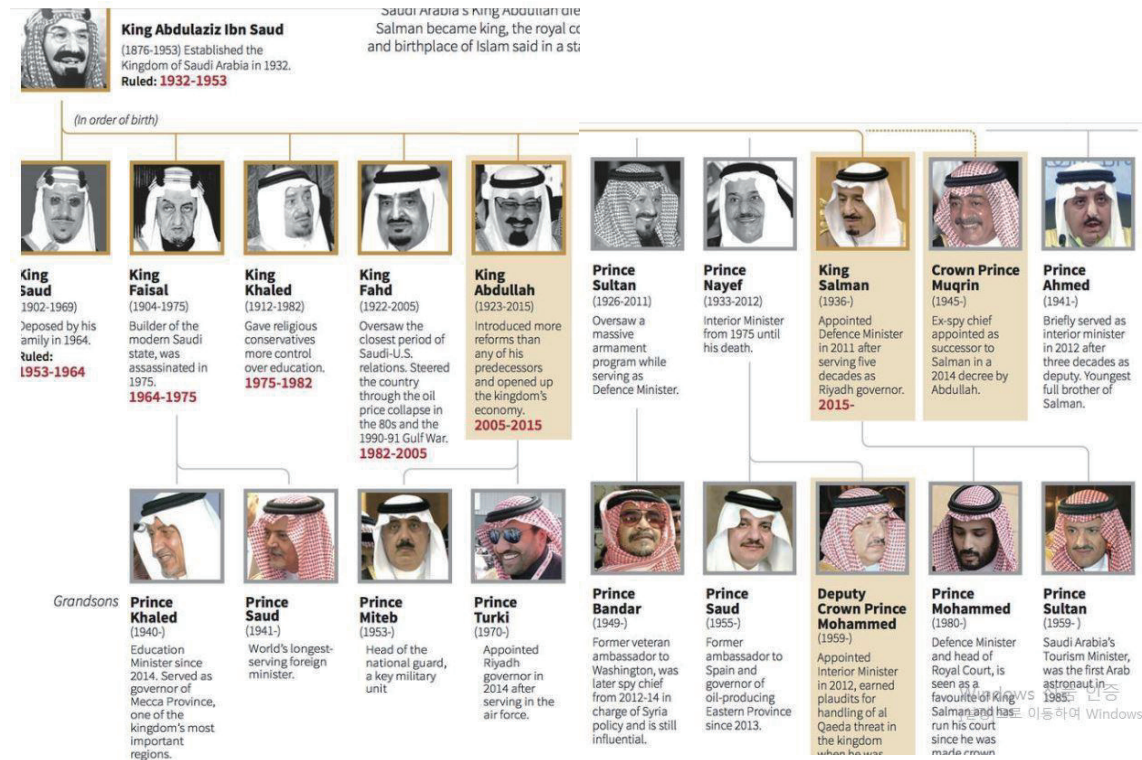 Saudi Arabia's King Abdullah die
Salman became king, the royal co
and birthplace of Islam said in a sta
King Abdulaziz Ibn Saud
(1876-1953) Established the
Kingdom of Saudi Arabia in 1932.
Ruled: 1932-1953
(In order of birth)
King
Saud
(1902-1969)
Deposed by his
family in 1964.
Ruled:
1953-1964
King
Faisal
(1904-1975)
Builder of the
modern Saudi
state, was
assassinated in
1975.
1964-1975
King
Khaled
(1912-1982)
Gave religious
conservatives
more control
over education.
1975-1982
King
Fahd
(1922-2005)
Oversaw the
closest period of
Saudi-U.S.
relations. Steered
the country
through the oil
price collapse in
the 80s and the
1990-91 Gulf War.
1982-2005
King
Abdullah
(1923-2015)
Introduced more
reforms than
any of his
predecessors
and opened up
the kingdom's
economy.
2005-2015
Prince
Sultan
(1926-2011)
Oversaw a
massive
armament
program while
serving as
Defence Minister.
Prince
Nayef
(1933-2012)
Interior Minister
from 1975 until
his death.
King
Salman
(1936-)
Appointed
Defence Minister
in 2011 after
serving five
decades as
Riyadh governor.
2015-
Crown Prince
Muqrin
(1945-)
Ex-spy chief
appointed as
successor to
Salman in a
2014 decree by
Abdullah.
Prince
Ahmed
(1941-)
Briefly served as
interior minister
in 2012 after
three decades as
deputy. Youngest
full brother of
Salman.
Grandsons
Prince
Khaled
(1940-)
Education
Minister since
2014. Served as
governor of
Mecca Province,
one of the
kingdom's most
important
regions.
Prince
Saud
(1941-)
World's longest-
serving foreign
minister.
Prince
Miteb
(1953-)
Head of the
national guard,
a key military
unit
Prince
Turki
(1970-)
Appointed
Riyadh
governor in
2014 after
serving in the
air force.
Prince
Bandar
(1949-)
Former veteran
ambassador to
Washington, was
later spy chief
from 2012-14 in
charge of Syria
policy and is still
influential.
Prince
Saud
(1955-)
Former
ambassador to
Spain and
governor of
oil-producing
Eastern Province
since 2013.
Deputy
Crown Prince
Mohammed
(1959-)
Appointed
Interior Minister
in 2012, earned
plaudits for
handling of al
Qaeda threat in
the kingdom
when he was
Prince
Mohammed
(1980-)
Defence Minister
and head of
Royal Court, is
seen as a
favourite of King
Salman and has
run his court
since he was
made crown
Prince
Sultan
(1959- )
Saudi Arabia's
Tourism Minister,
was the first Arab
astronaut in
1985.
Windows 인증
이동하여 Windows